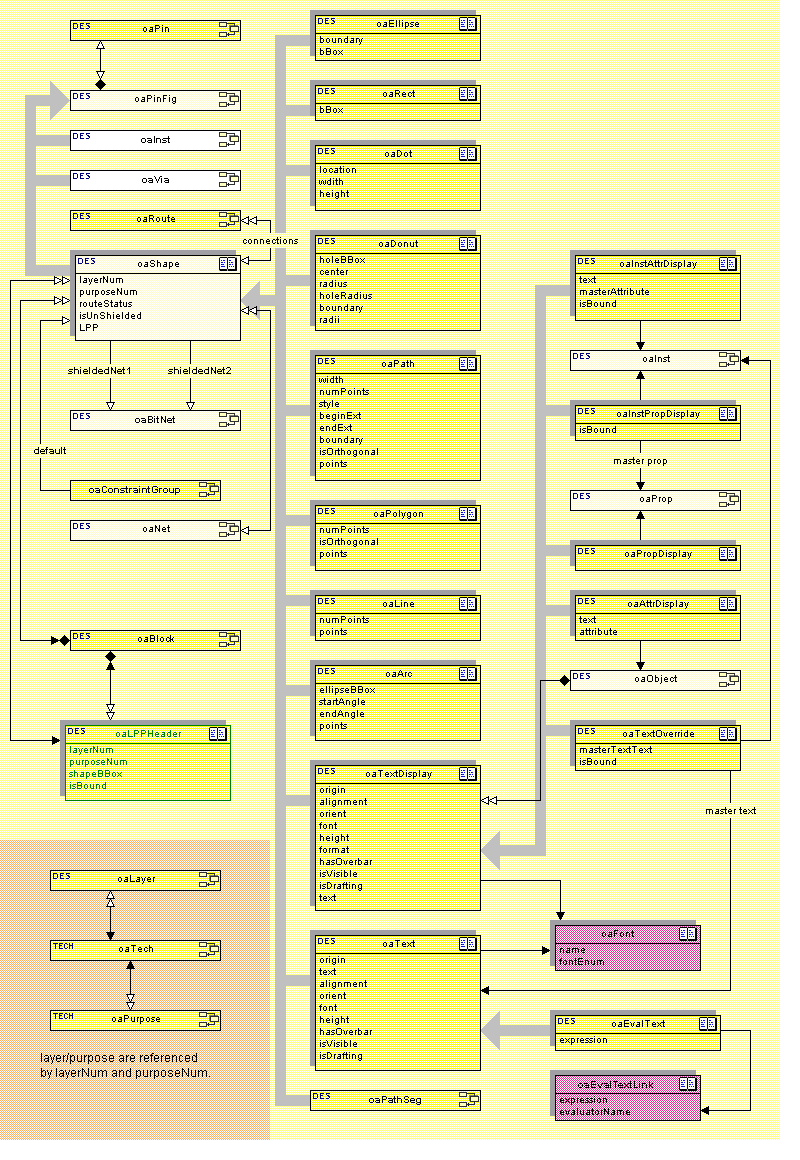 DES oaPin
DES oaPinFig
DES oaInst
DES oaVia
DES oaRoute
connections
DES oaShape
layerNum
purposeNum
routeStatus
isUnShielded
LPP
shieldedNet1
shieldedNet2
DES oaBitNet
default
oaConstraintGroup
DES oaNet
DES oaBlock
DES oaLPPHeader
layerNum
purposeNum
shapeBBox
isBound
DES oaLayer
TECH oaTech
TECH oaPurpose
layer/purpose are referenced
by layerNum and purposeNum.
DES oaEllipse
boundary
bBox
DES oaRect
bBox
DES oaDot
location
wdith
height
DES oaDonut
holeBBox
center
radius
holeRadius
boundary
radii
DES oaPath
width
numPoints
style
beginExt
endExt
boundary
isOrthogonal
points
DES oaPolygon
numPoints
isOrthogonal
points
DES oaLine
numPoints
points
DES oaArc
ellipseBBox
startAngle
endAngle
points
DES oaTextDisplay
origin
alignment
orient
font
height
format
hasOverbar
isVisible
isDrafting
text
DES oaText
origin
text
alignment
orient
font
height
hasOverbar
isVisible
isDrafting
DES oaPathSeg
DES oaInstAttrDisplay
text
masterAttribute
isBound
DES oaInst
DES oaInstPropDisplay
isBound
master prop
DES oaProp
DES oaPropDisplay
DES oaAttrDisplay
text
attribute
DES oaObject
DES oaTextOverride
masterTextText
isBound
master text
oaFont
name
fontEnum
DES oaEvalText
expression
oaEvalTextLink
expression
evaluatorName